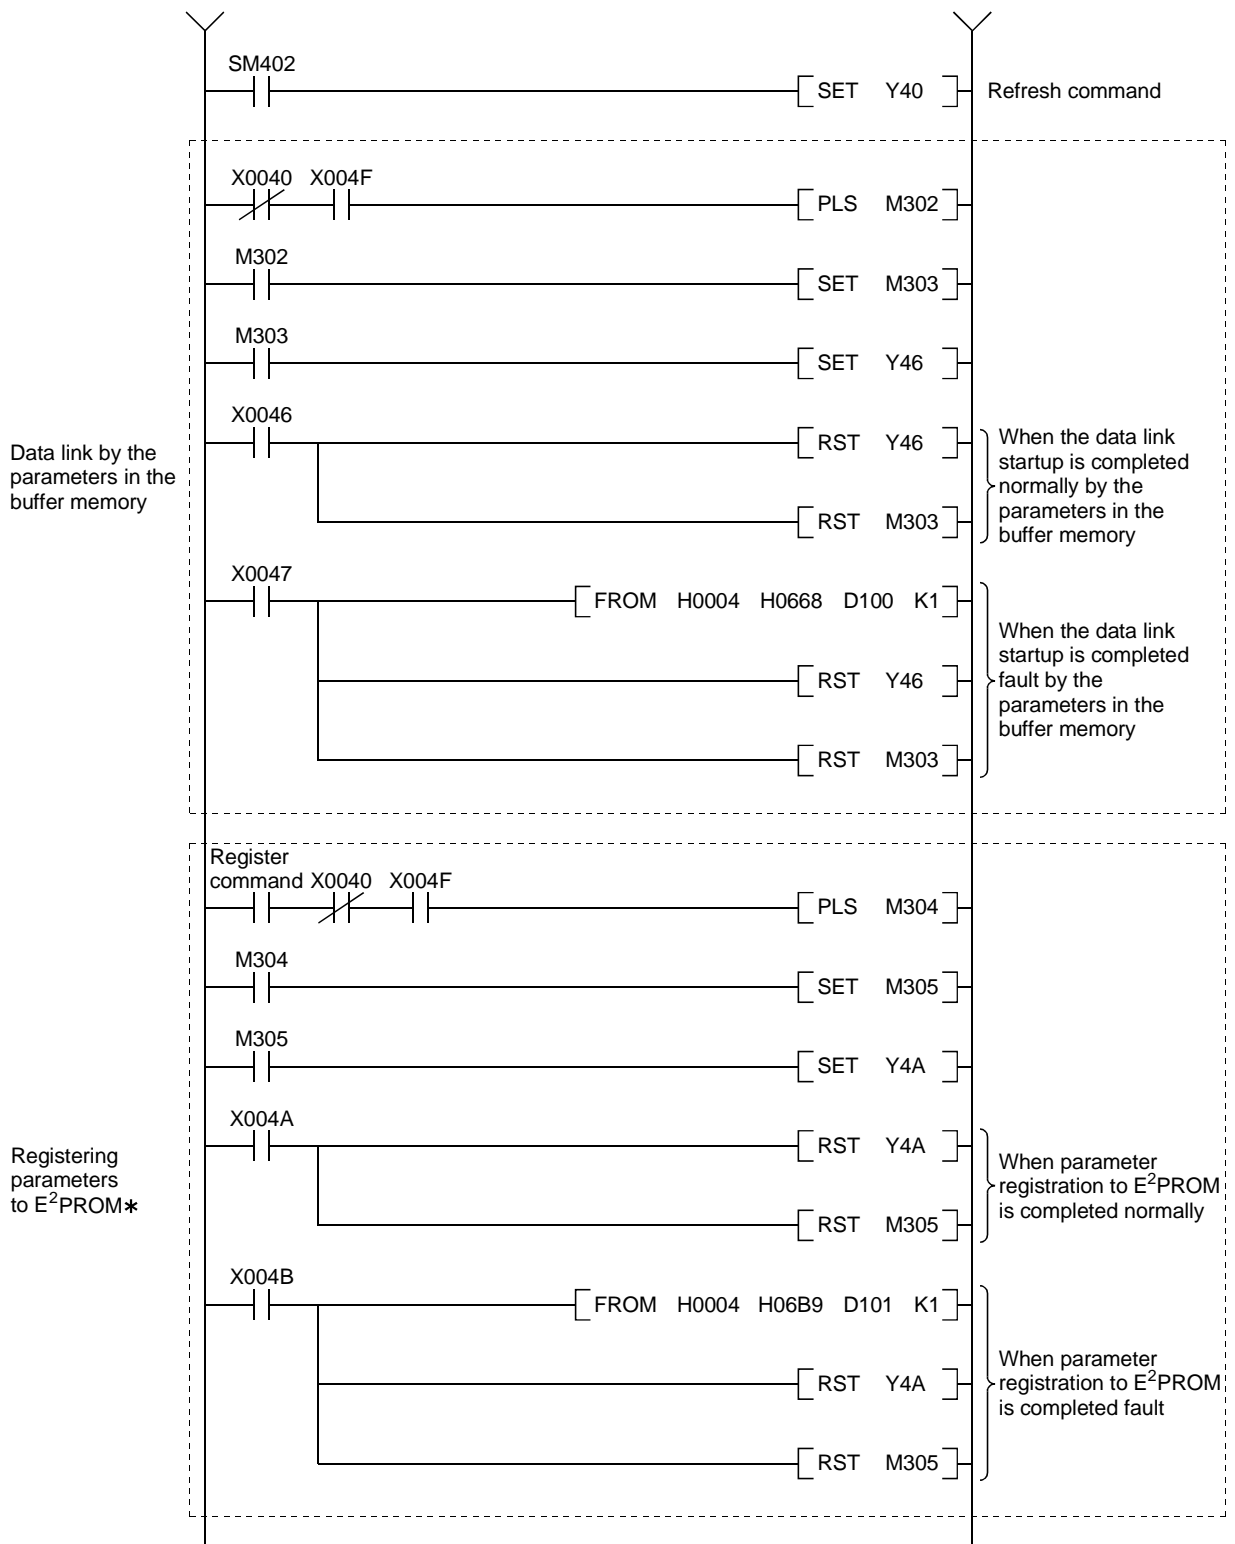 SM402
SET Y40 Refresh command
X0040 X004F
PLS M302
M302
SET M303
M303
SET Y46
X0046
RST Y46
RST M303
When the data link
startup is completed
normally by the
parameters in the
buffer memory
Data link by the
parameters in the
buffer memory
X0047
FROM H0004 H0668 D100 K1
RST Y46
RST M303
When the data link
startup is completed
fault by the
parameters in the
buffer memory
Register
command X0040 X004F
PLS M304
M304
SET M305
M305
SET Y4A
X004A
RST Y4A
RST M305
When parameter
registration to E²PROM
is completed normally
Registering
parameters
to E²PROM*
X004B
FROM H0004 H06B9 D101 K1
RST Y4A
RST M305
When parameter
registration to E²PROM
is completed fault